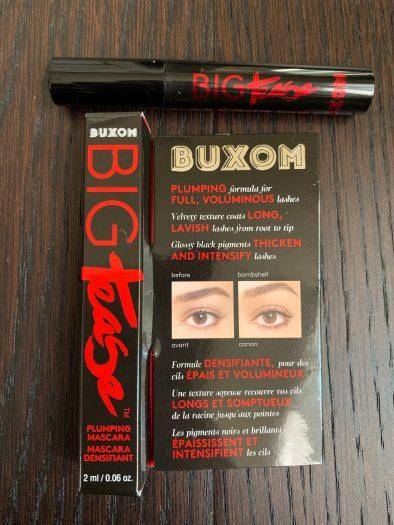 BIG tease
BUXOM
BIG tease™
PLUMPING
MASCARA
MASCARA
DENSIFIANT
2 ml / 0.06 oz.
BUXOM
PLUMPING formula for
FULL, VOLUMINOUS lashes
Velvety texture coats LONG,
LAVISH lashes from root to tip
Glossy black pigments THICKEN
AND INTENSIFY lashes
before
bombshell
avant
canon
Formule DENSIFIANTE, pour des
cils ÉPAIS ET VOLUMINEUX
Une texture soyeuse recouvre vos cils
LONGS ET SOMPTUEUX
de la racine jusqu'aux pointes
Les pigments noirs et brillants
ÉPAISSISSENT ET
INTENSIFIENT les cils